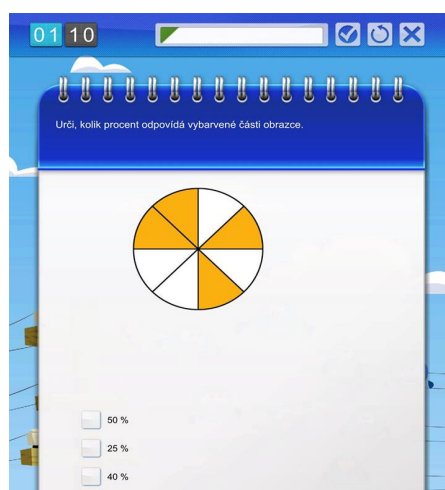 01 10
Urči, kolik procent odpovídá vybarvené části obrazce.
50 %
25 %
40 %